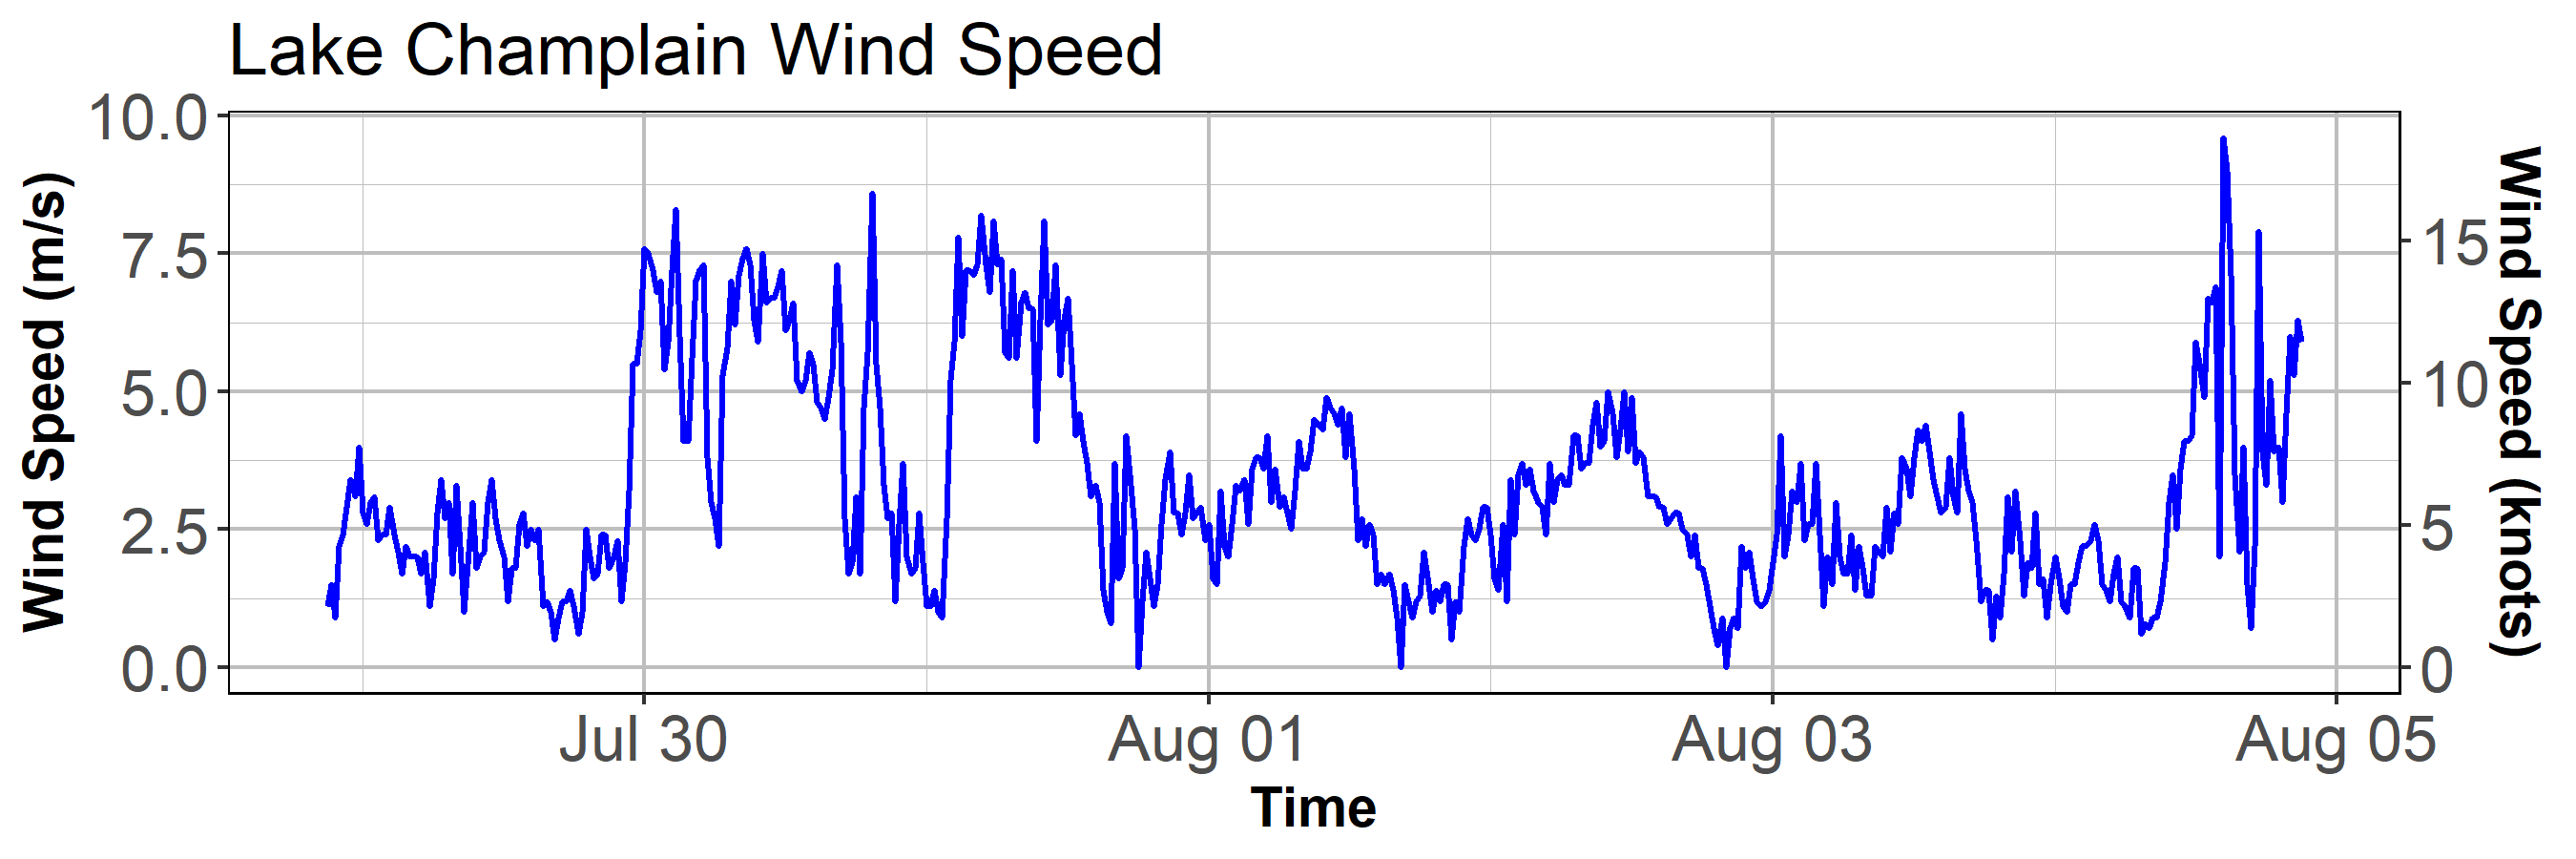 Lake Champlain Wind Speed
Wind Speed (m/s)
10.0
7.5
5.0
2.5
0.0
Wind Speed (knots)
15
10
5
0
Jul 30
Aug 01
Aug 03
Aug 05
Time